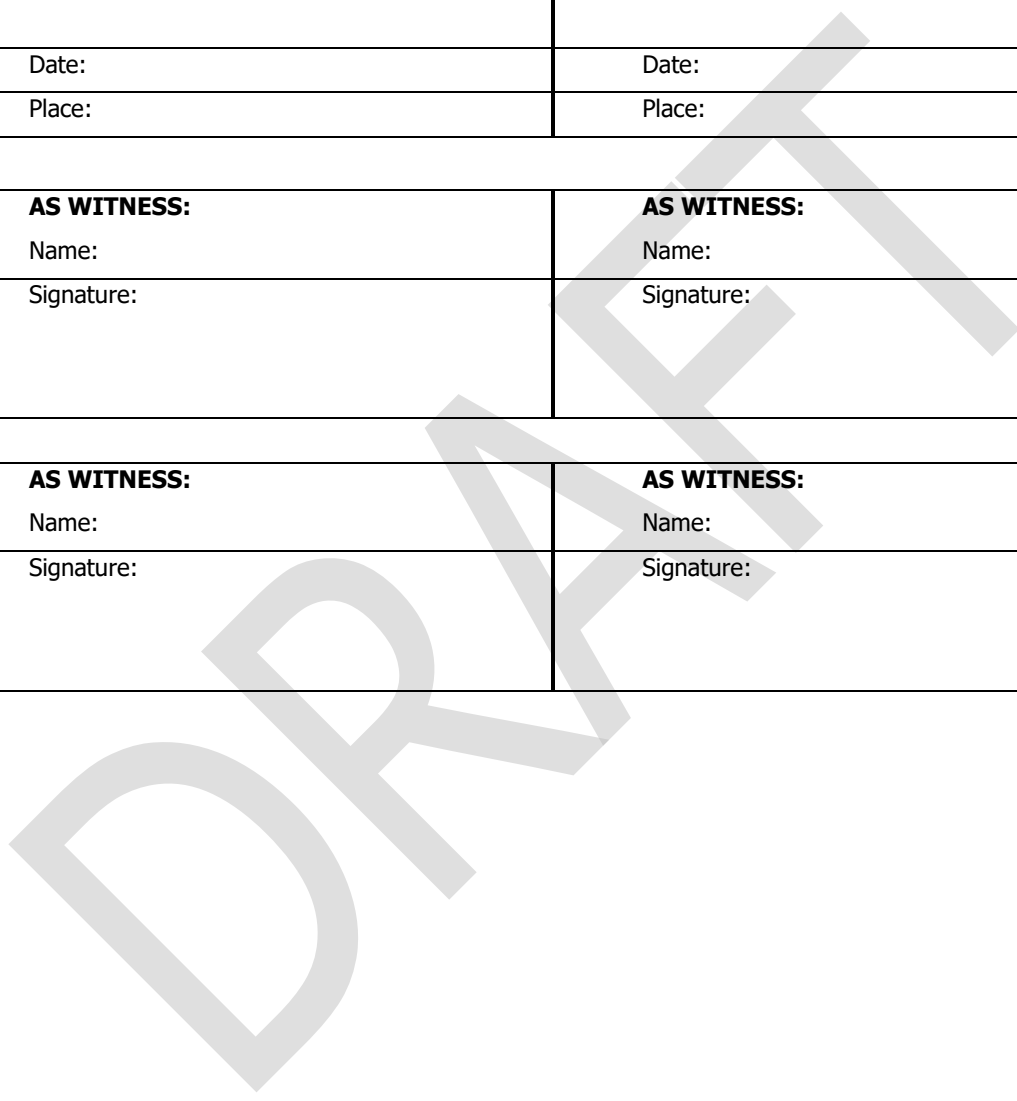 Date: Date:
Place: Place:
AS WITNESS: AS WITNESS:
Name: Name:
Signature: Signature:
AS WITNESS: AS WITNESS:
Name: Name:
Signature: Signature:
DRAFT